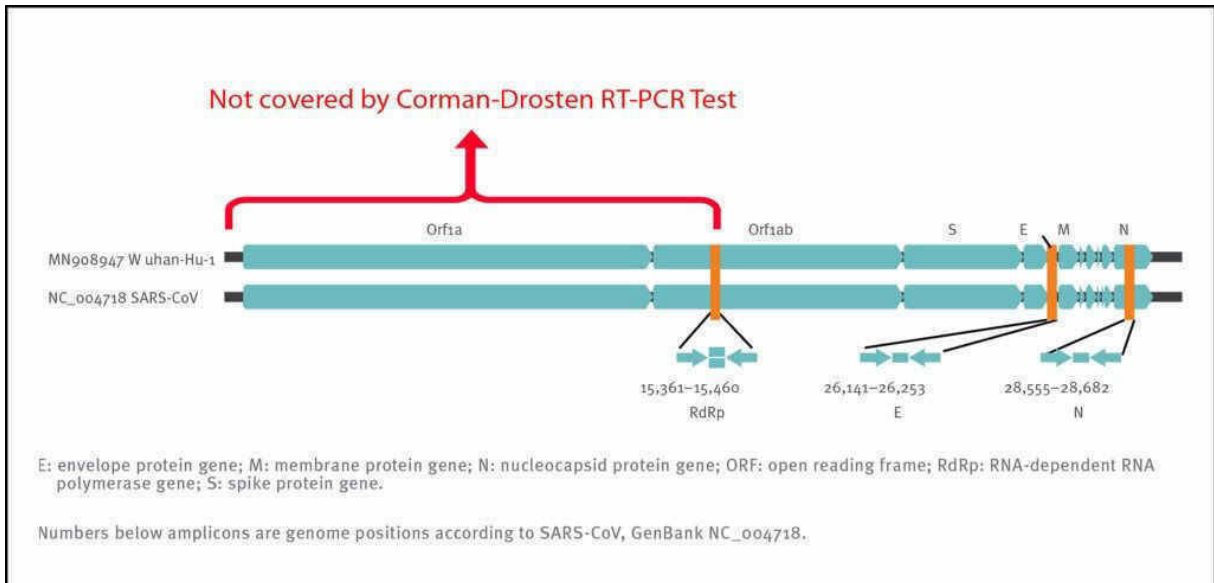 Not covered by Corman-Drosten RT-PCR Test
Orf1a Orf1ab S E M N
MN908947 W uhan-Hu-1
NC_004718 SARS-CoV
15,361–15,460 26,141–26,253 28,555–28,682
RdRp E N
E: envelope protein gene; M: membrane protein gene; N: nucleocapsid protein gene; ORF: open reading frame; RdRp: RNA-dependent RNA
polymerase gene; S: spike protein gene.
Numbers below amplicons are genome positions according to SARS-CoV, GenBank NC_004718.